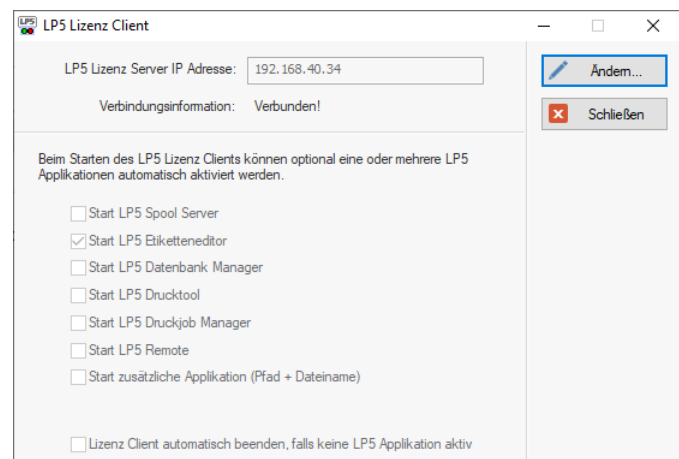 LP5 LP5 Lizenz Client
LP5 Lizenz Server IP Adresse: 192.168.40.34
Ändern...
Verbindungsinformation: Verbunden!
Schließen
Beim Starten des LP5 Lizenz Clients können optional eine oder mehrere LP5
Applikationen automatisch aktiviert werden.
Start LP5 Spool Server
Start LP5 Etiketteneditor
Start LP5 Datenbank Manager
Start LP5 Drucktool
Start LP5 Druckjob Manager
Start LP5 Remote
Start zusätzliche Applikation (Pfad + Dateiname)
Lizenz Client automatisch beenden, falls keine LP5 Applikation aktiv